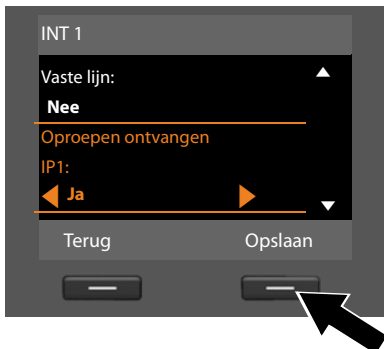 INT 1
Vaste lijn:
Nee
Oproepen ontvangen
IP1:
Ja
Terug Opslaan